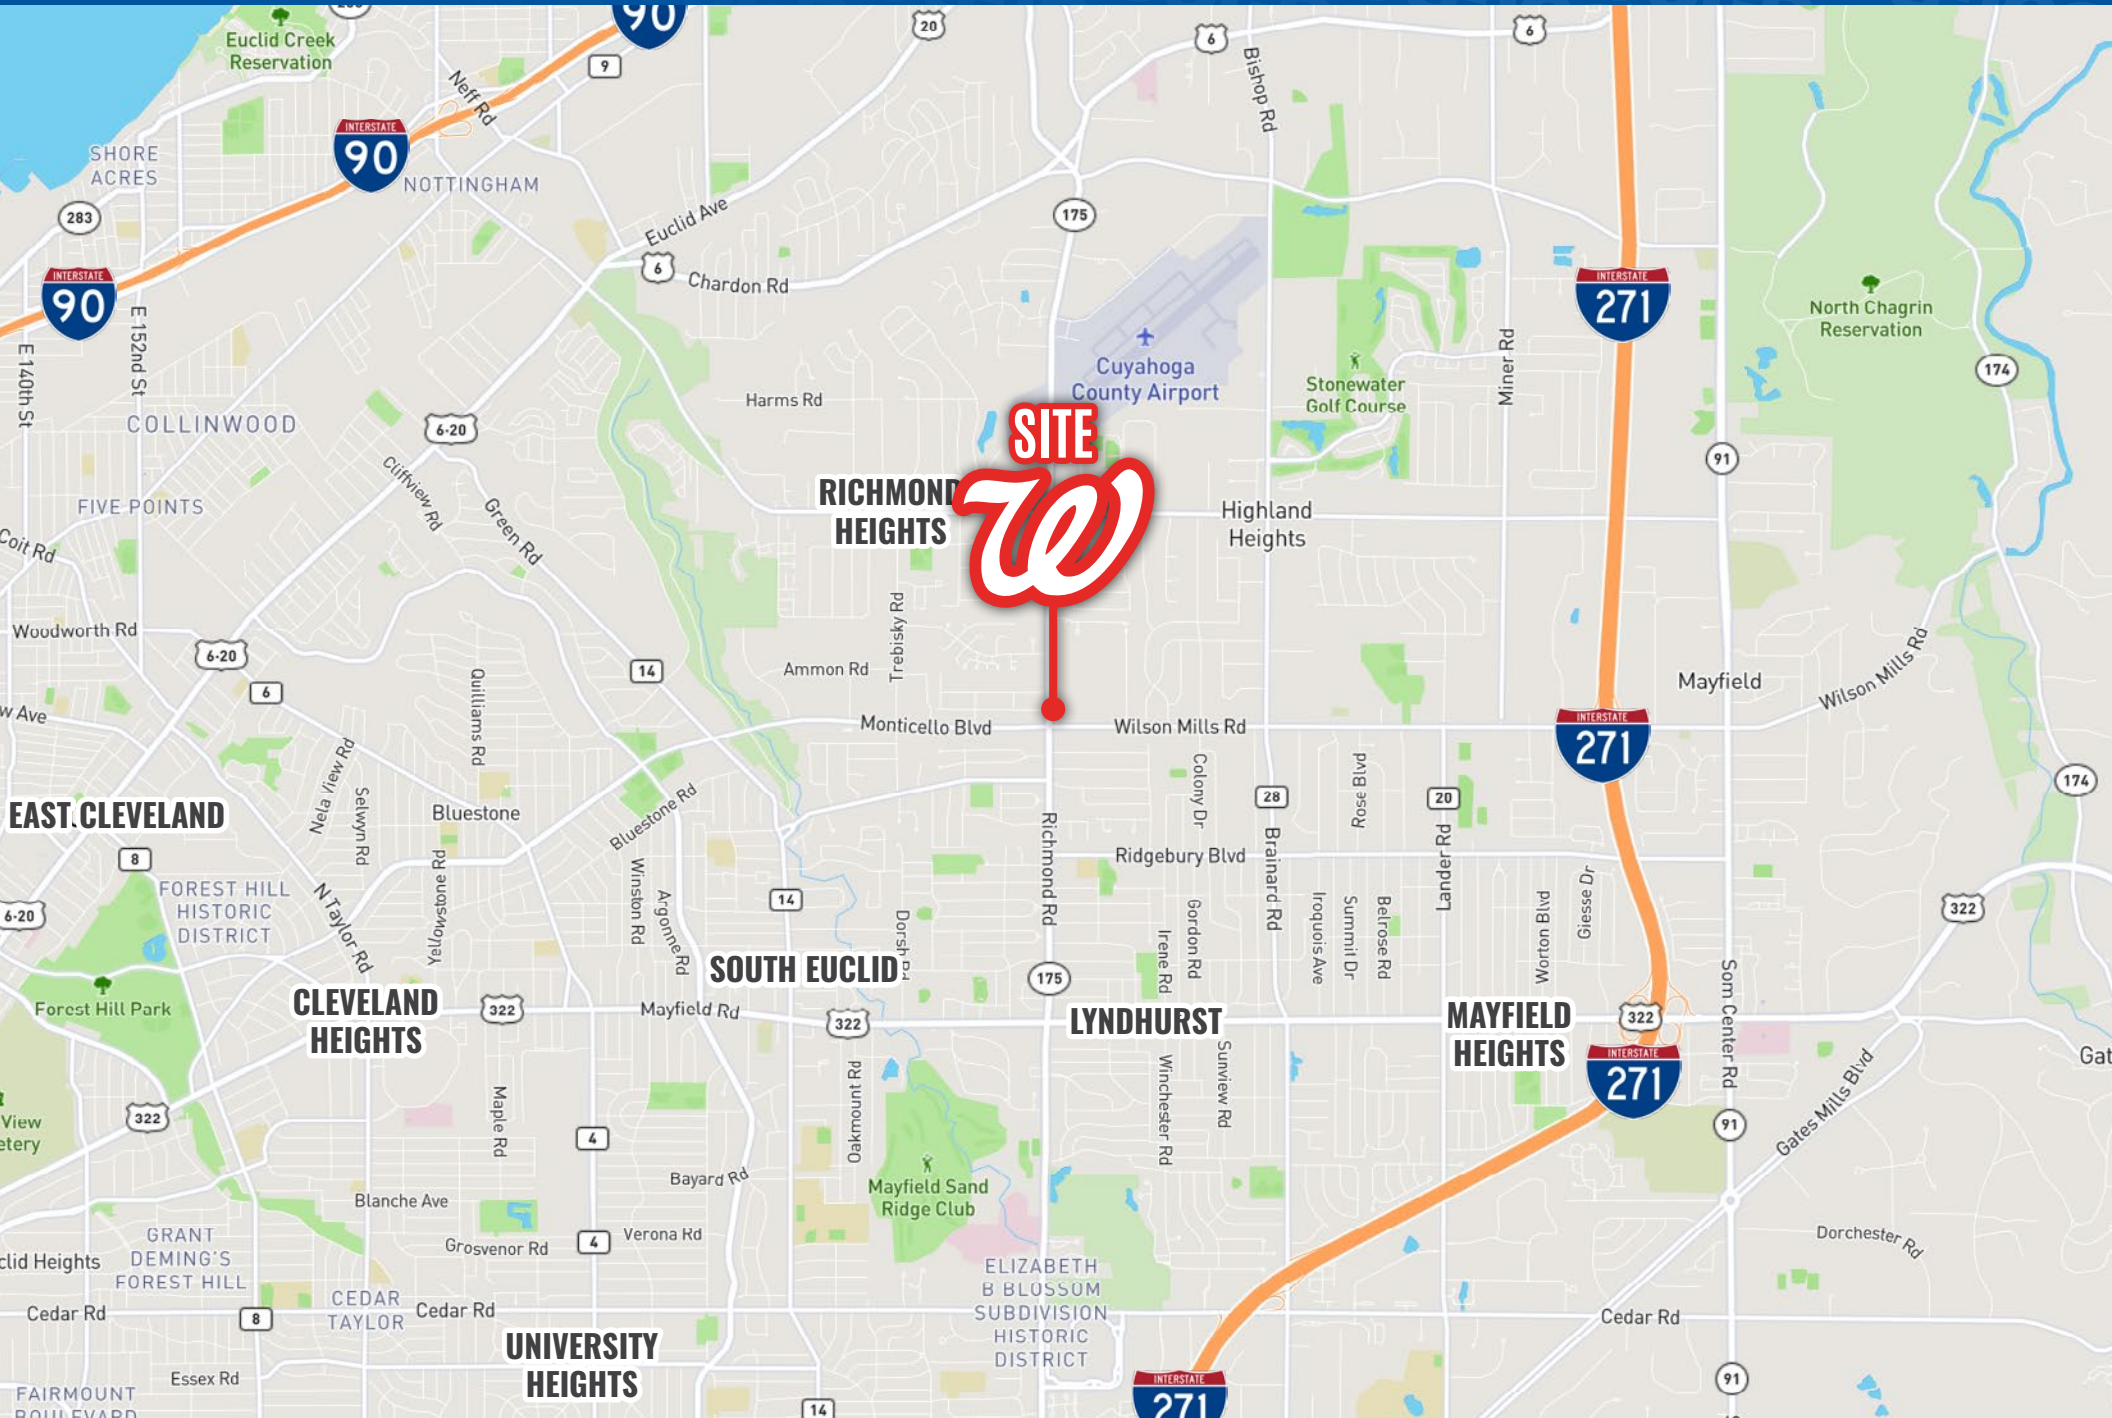 90
20
6
6
Euclid Creek
Reservation
9
Neff Rd
Bishop Rd
INTERSTATE
90
SHORE
ACRES
NOTTINGHAM
283
Euclid Ave
175
6
Chardon Rd
INTERSTATE
90
INTERSTATE
271
North Chagrin
Reservation
E 152nd St
E 140th St
Cuyahoga
County Airport
Stonewater
Golf Course
Miner Rd
174
Harms Rd
COLLINWOOD
6-20
SITE
W
91
Cliffview Rd
FIVE POINTS
Green Rd
RICHMOND
HEIGHTS
Highland
Heights
Coit Rd
Trebisky Rd
Woodworth Rd
6-20
6
14
Ammon Rd
Quilliams Rd
Mayfield
Wilson Mills Rd
w Ave
Monticello Blvd
Wilson Mills Rd
INTERSTATE
271
Nela View Rd
Selwyn Rd
Colony Dr
Rose Blvd
174
EAST CLEVELAND
Bluestone
Bluestone Rd
28
20
Richmond Rd
Brainard Rd
Lander Rd
8
Yellowstone Rd
Winston Rd
Ridgebury Blvd
FOREST HILL
HISTORIC
DISTRICT
N Taylor Rd
Argonne Rd
14
Dorsh Rd
Irene Rd
Gordon Rd
Iroquois Ave
Summit Dr
Belrose Rd
Worton Blvd
Giesse Dr
322
6-20
SOUTH EUCLID
175
Som Center Rd
Forest Hill Park
CLEVELAND
HEIGHTS
322
Mayfield Rd
322
LYNDHURST
MAYFIELD
HEIGHTS
322
Gat
INTERSTATE
271
Oakmount Rd
Winchester Rd
Sunview Rd
Maple Rd
Gates Mills Blvd
View
etery
322
4
91
Bayard Rd
Mayfield Sand
Ridge Club
Blanche Ave
GRANT
DEMING'S
FOREST HILL
clid Heights
Grosvenor Rd
4
Verona Rd
Dorchester Rd
ELIZABETH
B BLOSSOM
SUBDIVISION
HISTORIC
DISTRICT
Cedar Rd
8
CEDAR
TAYLOR
Cedar Rd
Cedar Rd
UNIVERSITY
HEIGHTS
Essex Rd
INTERSTATE
271
91
FAIRMOUNT
BOULEVARD
14